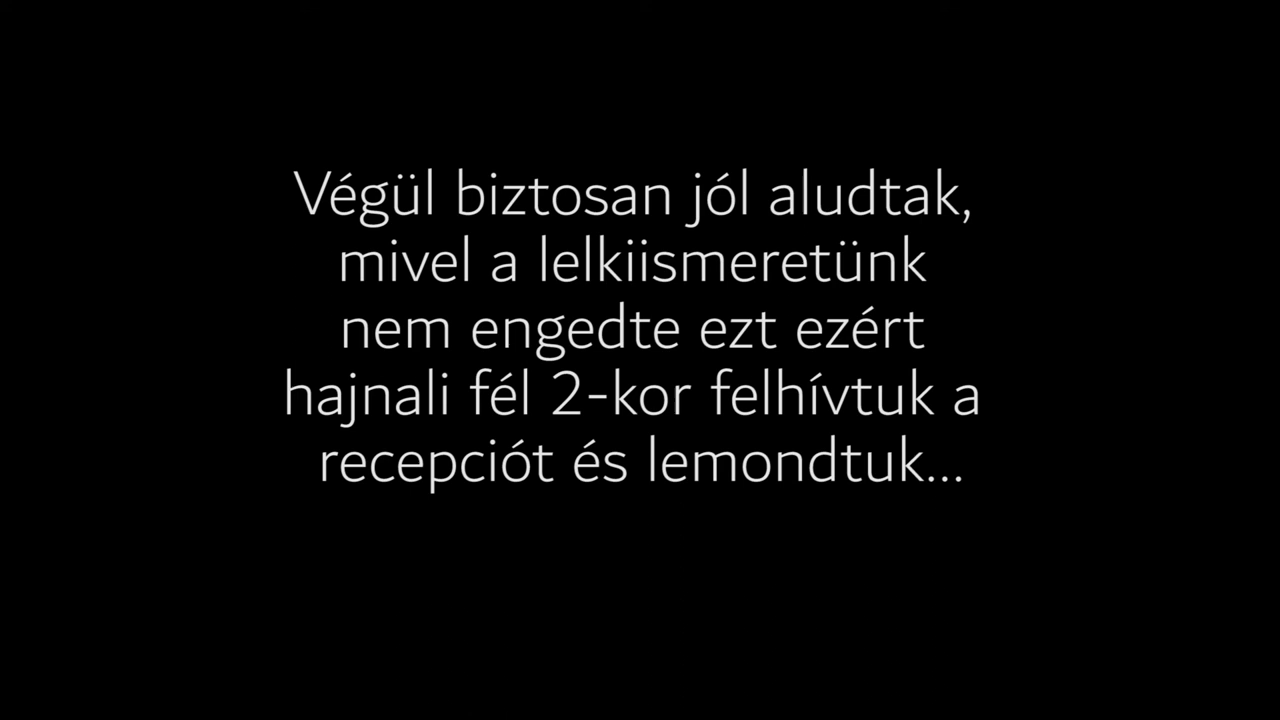 Végül biztosan jól aludtak,
mivel a lelkiismeretünk
nem engedte ezt ezért
hajnali fél 2-kor felhívtuk a
recepciót és lemondtuk...